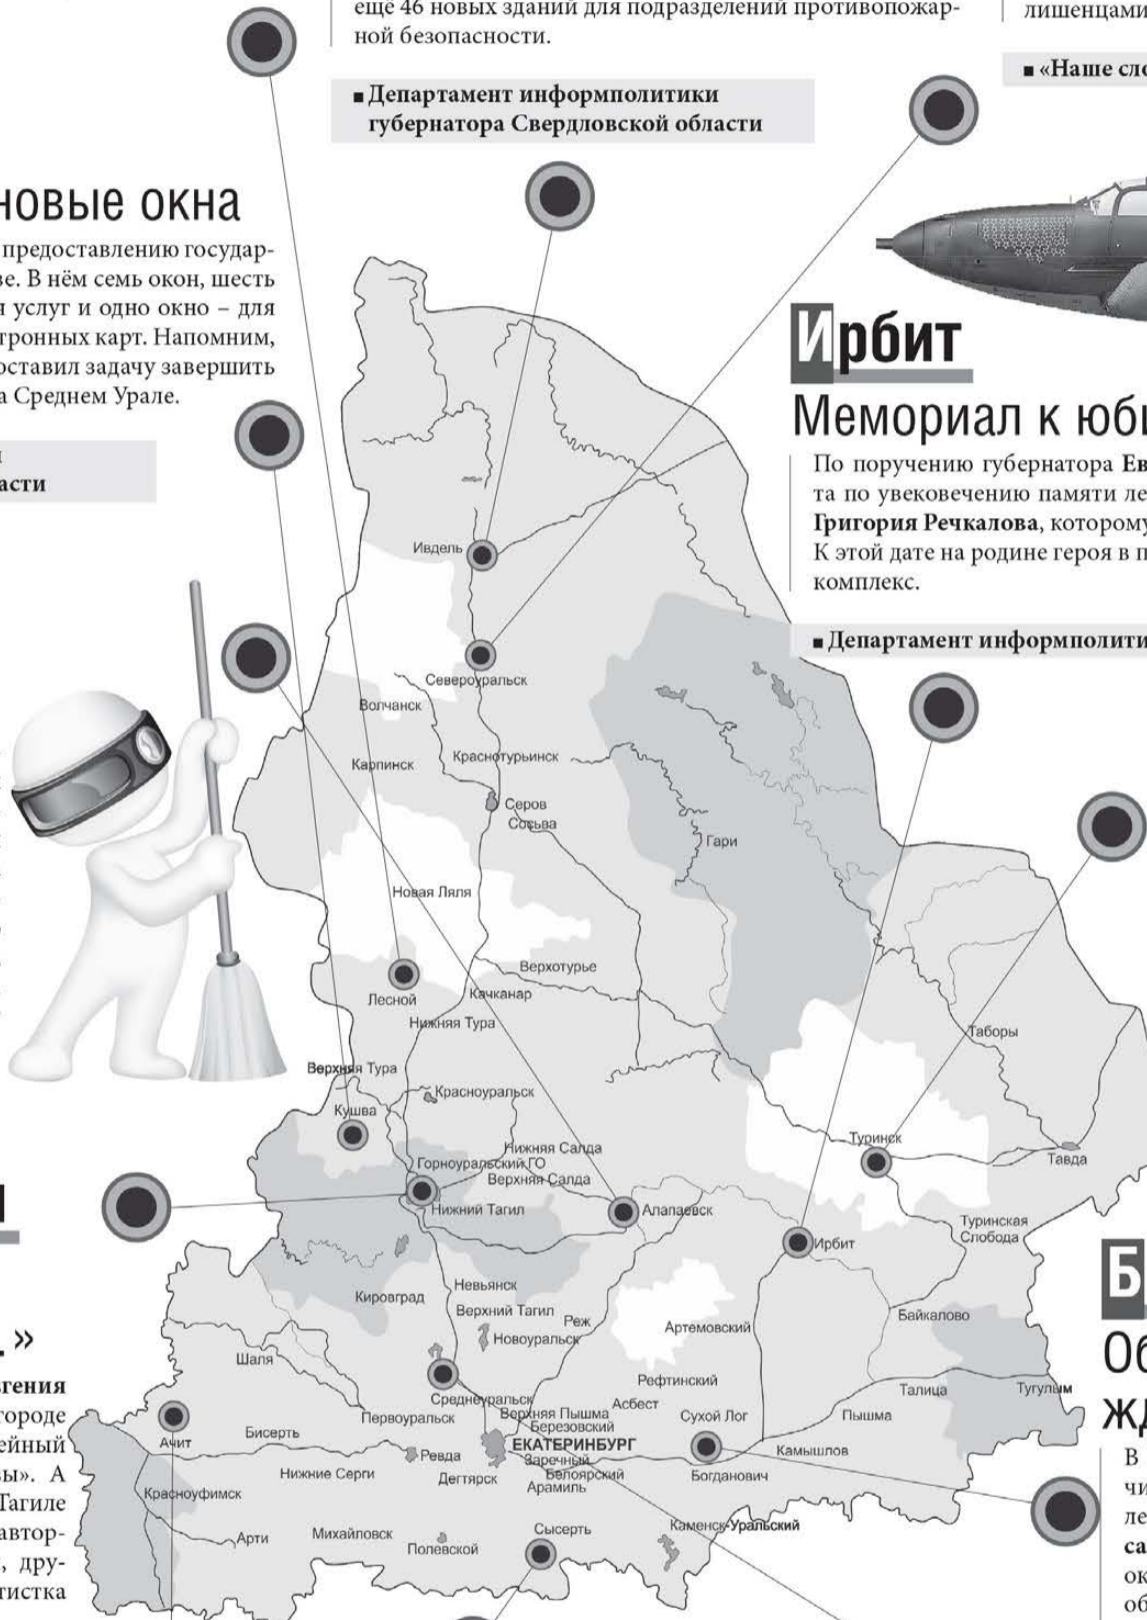 ещё 46 новых зданий для подразделений противопожар-
ной безопасности.
■ Департамент информполитики
губернатора Свердловской области
лишенцами
■ «Наше сло
новые окна
предоставлению государ-
ве. В нём семь окон, шесть
я услуг и одно окно – для
тронных карт. Напомним,
оставил задачу завершить
а Среднем Урале.
асти
Ирбит
Мемориал к юби
По поручению губернатора Ев
та по увековечению памяти ле
Григория Речкалова, которому
К этой дате на родине героя в п
комплекс.
■ Департамент информполити
Ивдель
Североуральск
Волчанск
Карпинск
Краснотурьинск
Серов
Сосьва
Гари
Новая Ляля
Верхотурье
Лесной
Качканар
Нижняя Тура
Таборы
Верхняя Тура
Красноуральск
Кушва
Туринск
Нижняя Салда
Горноуральский ГО
Верхняя Салда
Тавда
Нижний Тагил
Алапаевск
Туринская
Слобода
Ирбит
Невьянск
Кировград
Верхний Тагил
Реж
Новоуральск
Артемовский
Байкалово
Шаля
Рефтинский
Среднеуральск
Асбест
Талица
Тугулым
Первоуральск
Верхняя Пышма
Березовский
Сухой Лог
Пышма
Ачит
Бисерть
ЕКАТЕРИНБУРГ
Ревда
Заречный
Камышлов
Нижние Серги
Дегтярск
Белоярский
Богданович
Арамиль
Красноуфимск
Арти
Михайловск
Полевской
Сысерть
Каменск-Уральский
.»
гения
городе
ейный
вы». А
Тагиле
автор-
, дру-
тистка
Б
Об
жд
В
чи
ле
са
ок
об